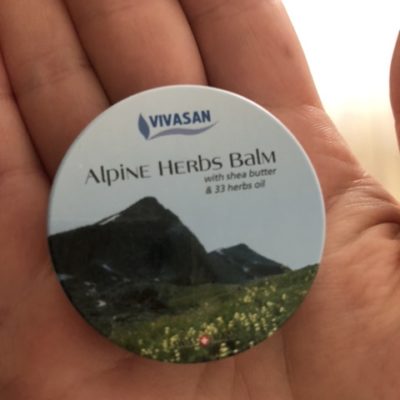 VIVASAN
Alpine Herbs Balm
with shea butter
& 33 herbs oil